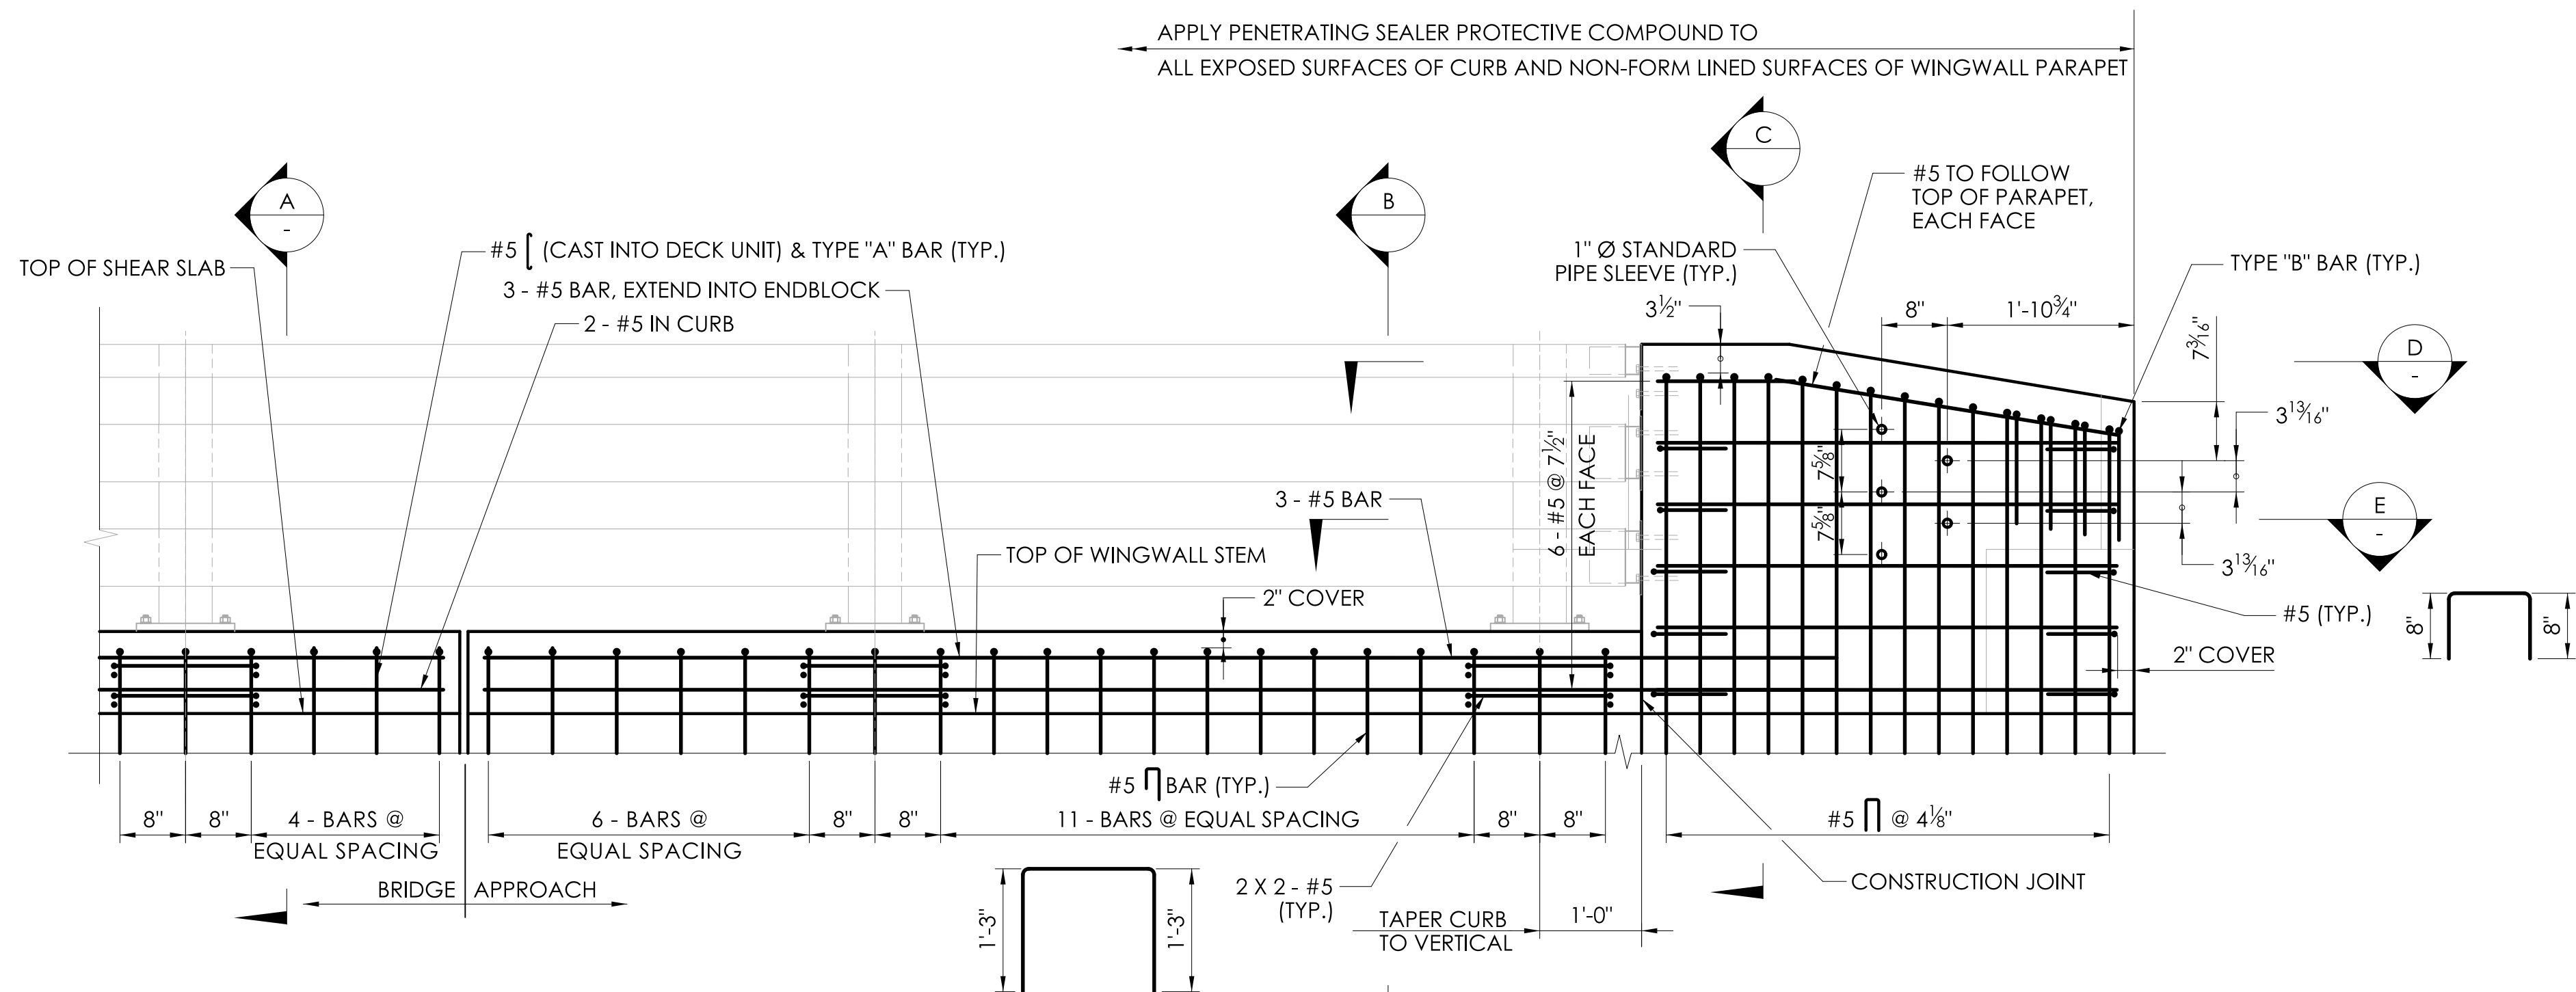 APPLY PENETRATING SEALER PROTECTIVE COMPOUND TO
ALL EXPOSED SURFACES OF CURB AND NON-FORM LINED SURFACES OF WINGWALL PARAPET
A
-
B
C
#5 TO FOLLOW
TOP OF PARAPET,
EACH FACE
#5 [ (CAST INTO DECK UNIT) & TYPE "A" BAR (TYP.)
TOP OF SHEAR SLAB
3 - #5 BAR, EXTEND INTO ENDBLOCK
2 - #5 IN CURB
1" Ø STANDARD
PIPE SLEEVE (TYP.)
TYPE "B" BAR (TYP.)
3½"
8"
1'-10¾"
7 3⁄16"
D
-
3 13⁄16"
6 - #5 @ 7½"
EACH FACE
7⅝"
7⅝"
3 - #5 BAR
E
-
TOP OF WINGWALL STEM
3 13⁄16"
2" COVER
#5 (TYP.)
8"
8"
2" COVER
#5 ⊓ BAR (TYP.)
8"
8"
4 - BARS @
EQUAL SPACING
6 - BARS @
EQUAL SPACING
8"
8"
11 - BARS @ EQUAL SPACING
8"
8"
#5 ⊓ @ 4⅛"
BRIDGE
APPROACH
2 X 2 - #5
(TYP.)
CONSTRUCTION JOINT
1'-3"
1'-3"
TAPER CURB
TO VERTICAL
1'-0"